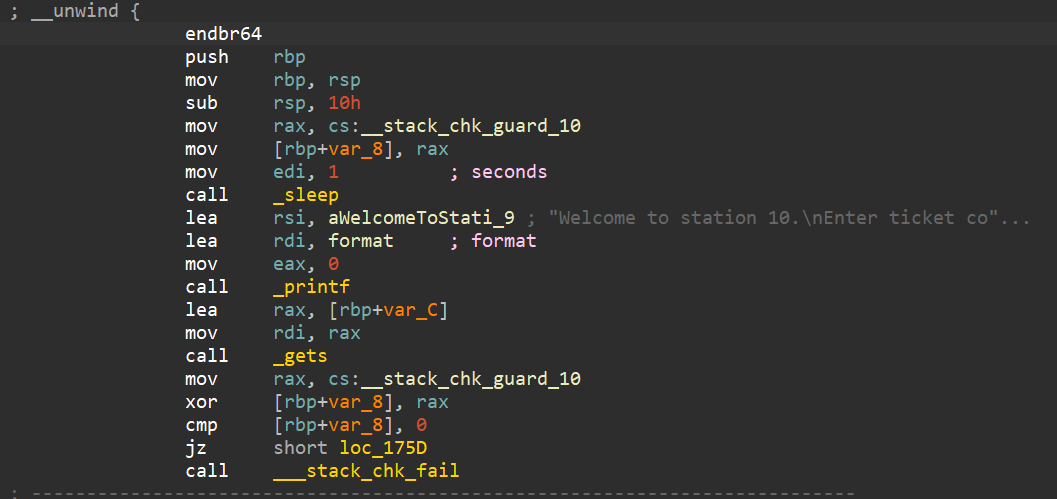 ; __unwind {
endbr64
push rbp
mov rbp, rsp
sub rsp, 10h
mov rax, cs:__stack_chk_guard_10
mov [rbp+var_8], rax
mov edi, 1 ; seconds
call _sleep
lea rsi, aWelcomeToStati_9 ; "Welcome to station 10.\nEnter ticket co"...
lea rdi, format ; format
mov eax, 0
call _printf
lea rax, [rbp+var_C]
mov rdi, rax
call _gets
mov rax, cs:__stack_chk_guard_10
xor [rbp+var_8], rax
cmp [rbp+var_8], 0
jz short loc_175D
call ___stack_chk_fail
; ---------------------------------------------------------------------------